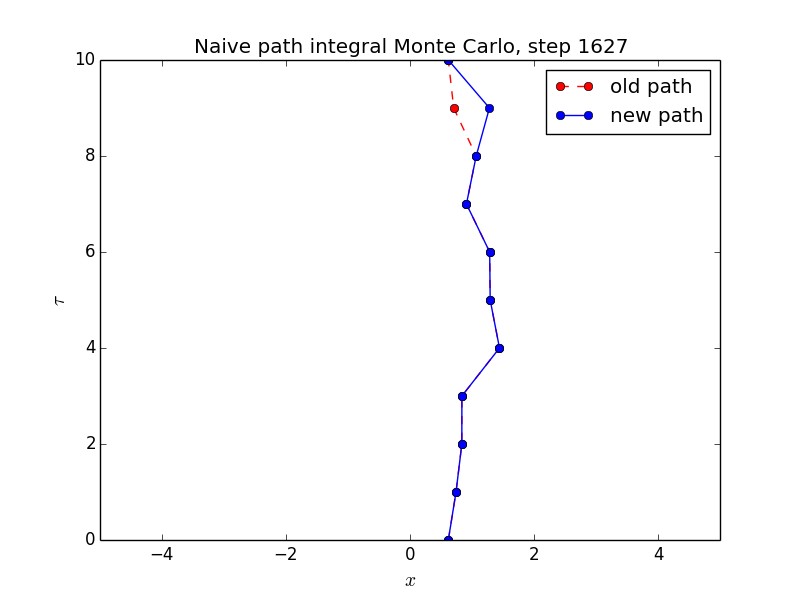 Naive path integral Monte Carlo, step 1627
10
old path
new path
8
6
τ
4
2
0
−4 −2 0 2 4
x